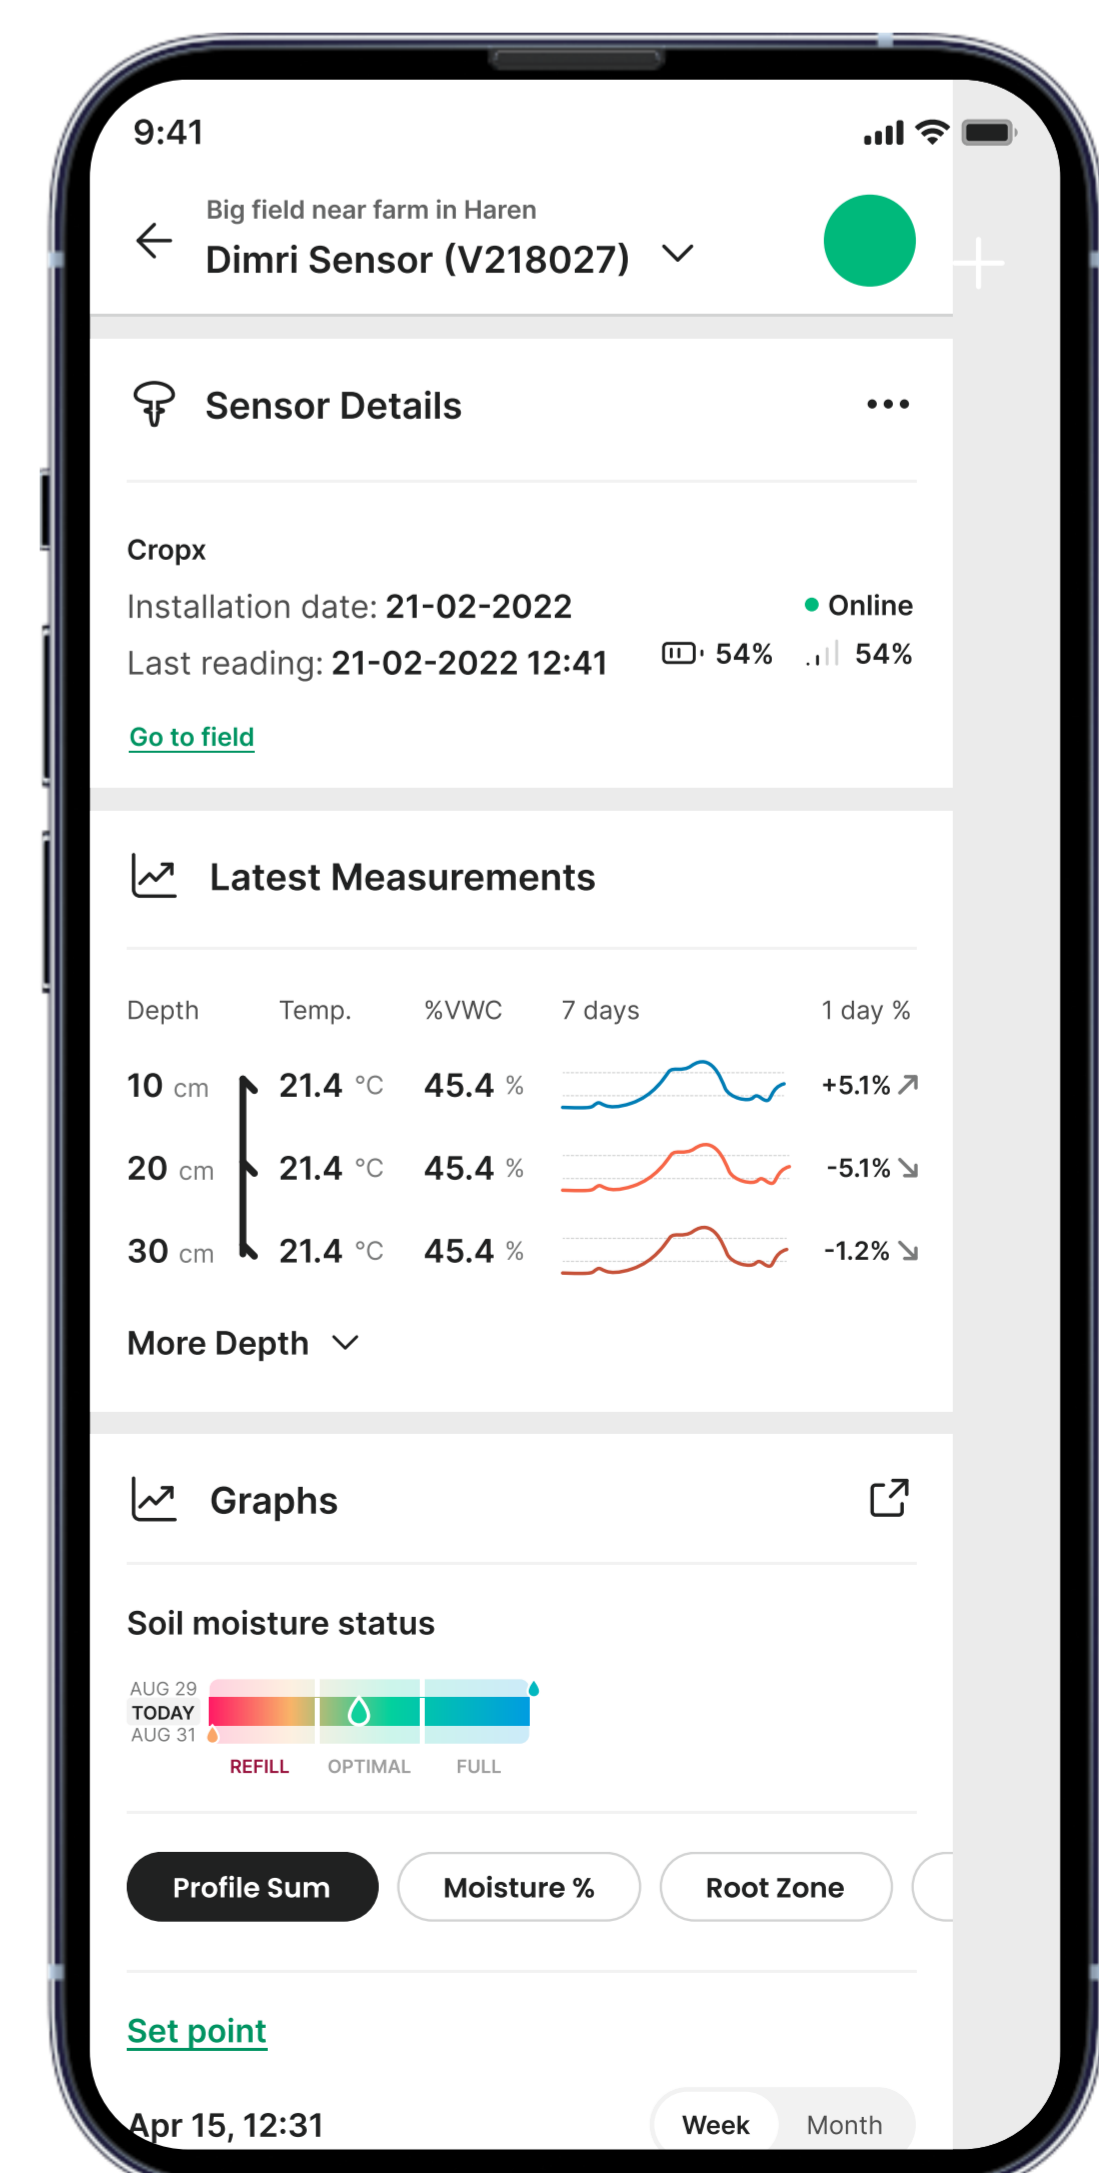 9:41
Big field near farm in Haren
Dimri Sensor (V218027)
Sensor Details
Cropx
Installation date: 21-02-2022
Online
Last reading: 21-02-2022 12:41
54% 54%
Go to field
Latest Measurements
Depth Temp. %VWC 7 days 1 day %
10 cm 21.4 °C 45.4 % +5.1%
20 cm 21.4 °C 45.4 % -5.1%
30 cm 21.4 °C 45.4 % -1.2%
More Depth
Graphs
Soil moisture status
AUG 29
TODAY
AUG 31
REFILL OPTIMAL FULL
Profile Sum Moisture % Root Zone
Set point
Apr 15, 12:31 Week Month